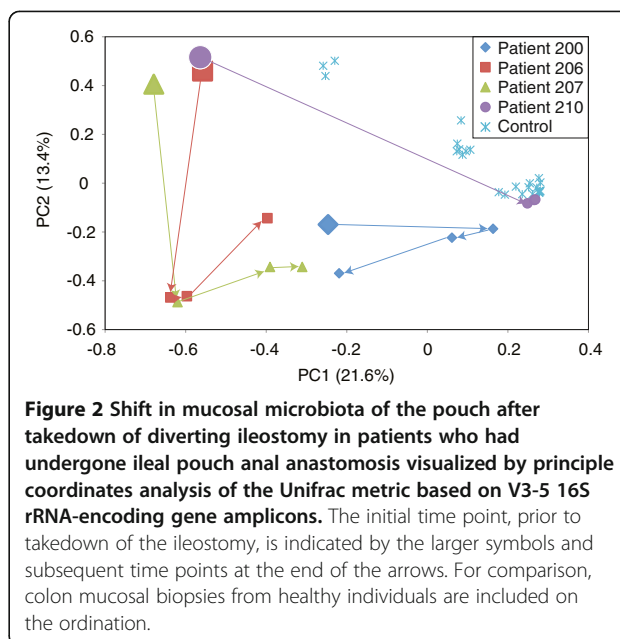 0.6
0.4
0.2
0
-0.2
-0.4
-0.6
PC2 (13.4%)
Patient 200
Patient 206
Patient 207
Patient 210
Control
-0.8
-0.6
-0.4
-0.2
0
0.2
0.4
PC1 (21.6%)
Figure 2 Shift in mucosal microbiota of the pouch after
takedown of diverting ileostomy in patients who had
undergone ileal pouch anal anastomosis visualized by principle
coordinates analysis of the Unifrac metric based on V3-5 16S
rRNA-encoding gene amplicons. The initial time point, prior to
takedown of the ileostomy, is indicated by the larger symbols and
subsequent time points at the end of the arrows. For comparison,
colon mucosal biopsies from healthy individuals are included on
the ordination.